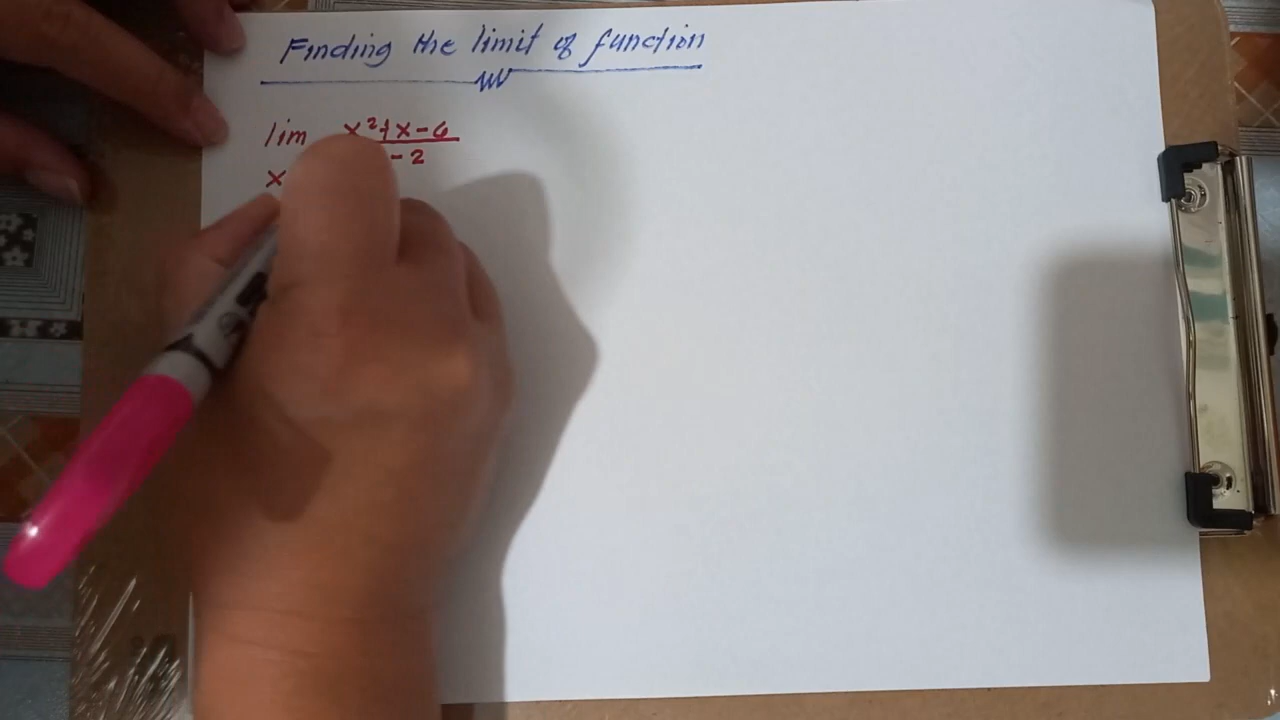 Finding the limit of function
lim x²+x-6
-2
x